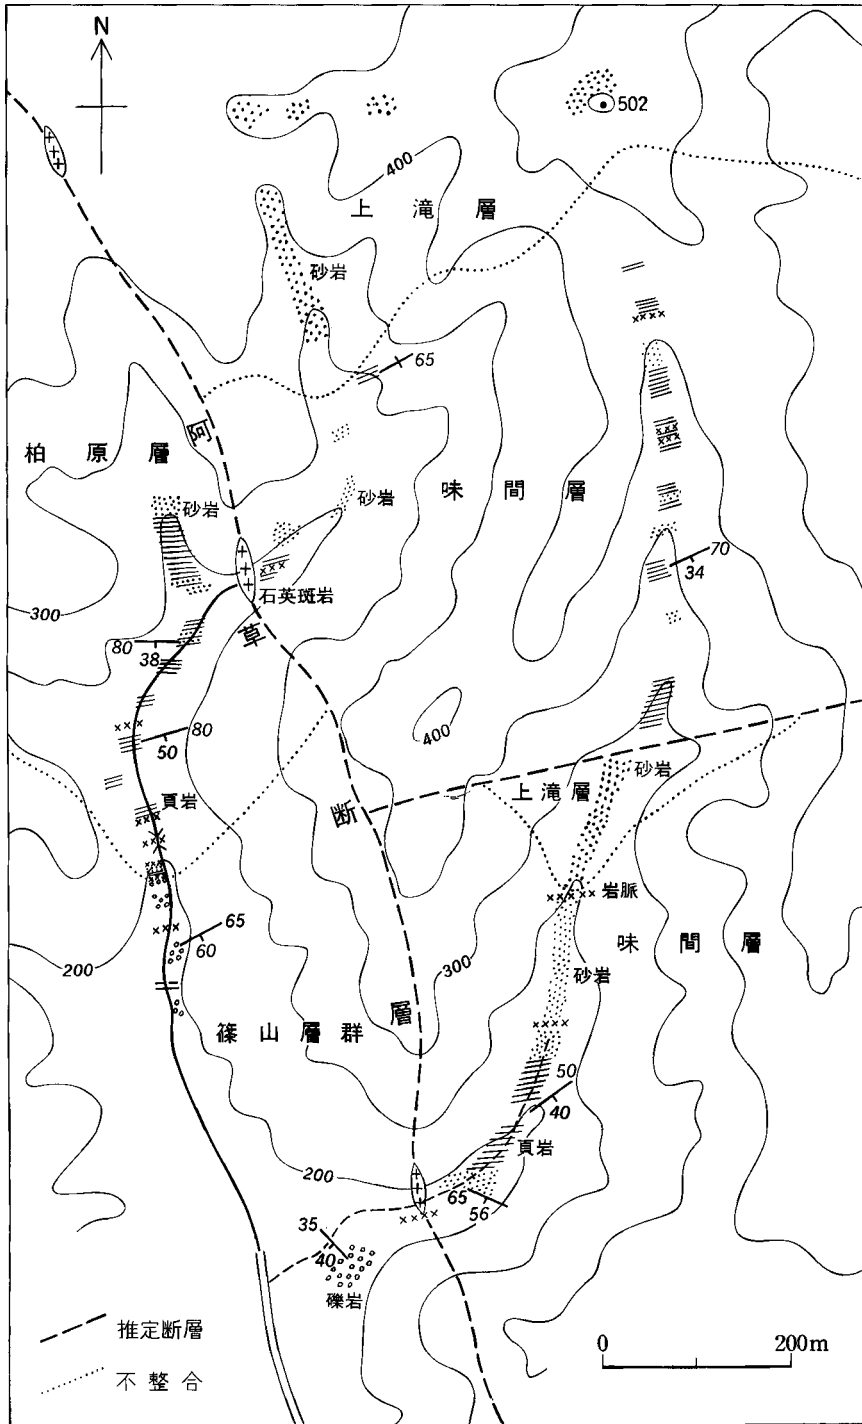 N
502
400
上滝層
砂岩
65
柏原層
阿
砂岩
砂岩
味間層
70
34
300
石英斑岩
草
80
38
80
50
400
断
上滝層
砂岩
頁岩
岩脈
味間層
65
60
200
砂岩
300
層
篠山層群
50
40
頁岩
200
65
56
35
40
礫岩
推定断層
不整合
0
200m